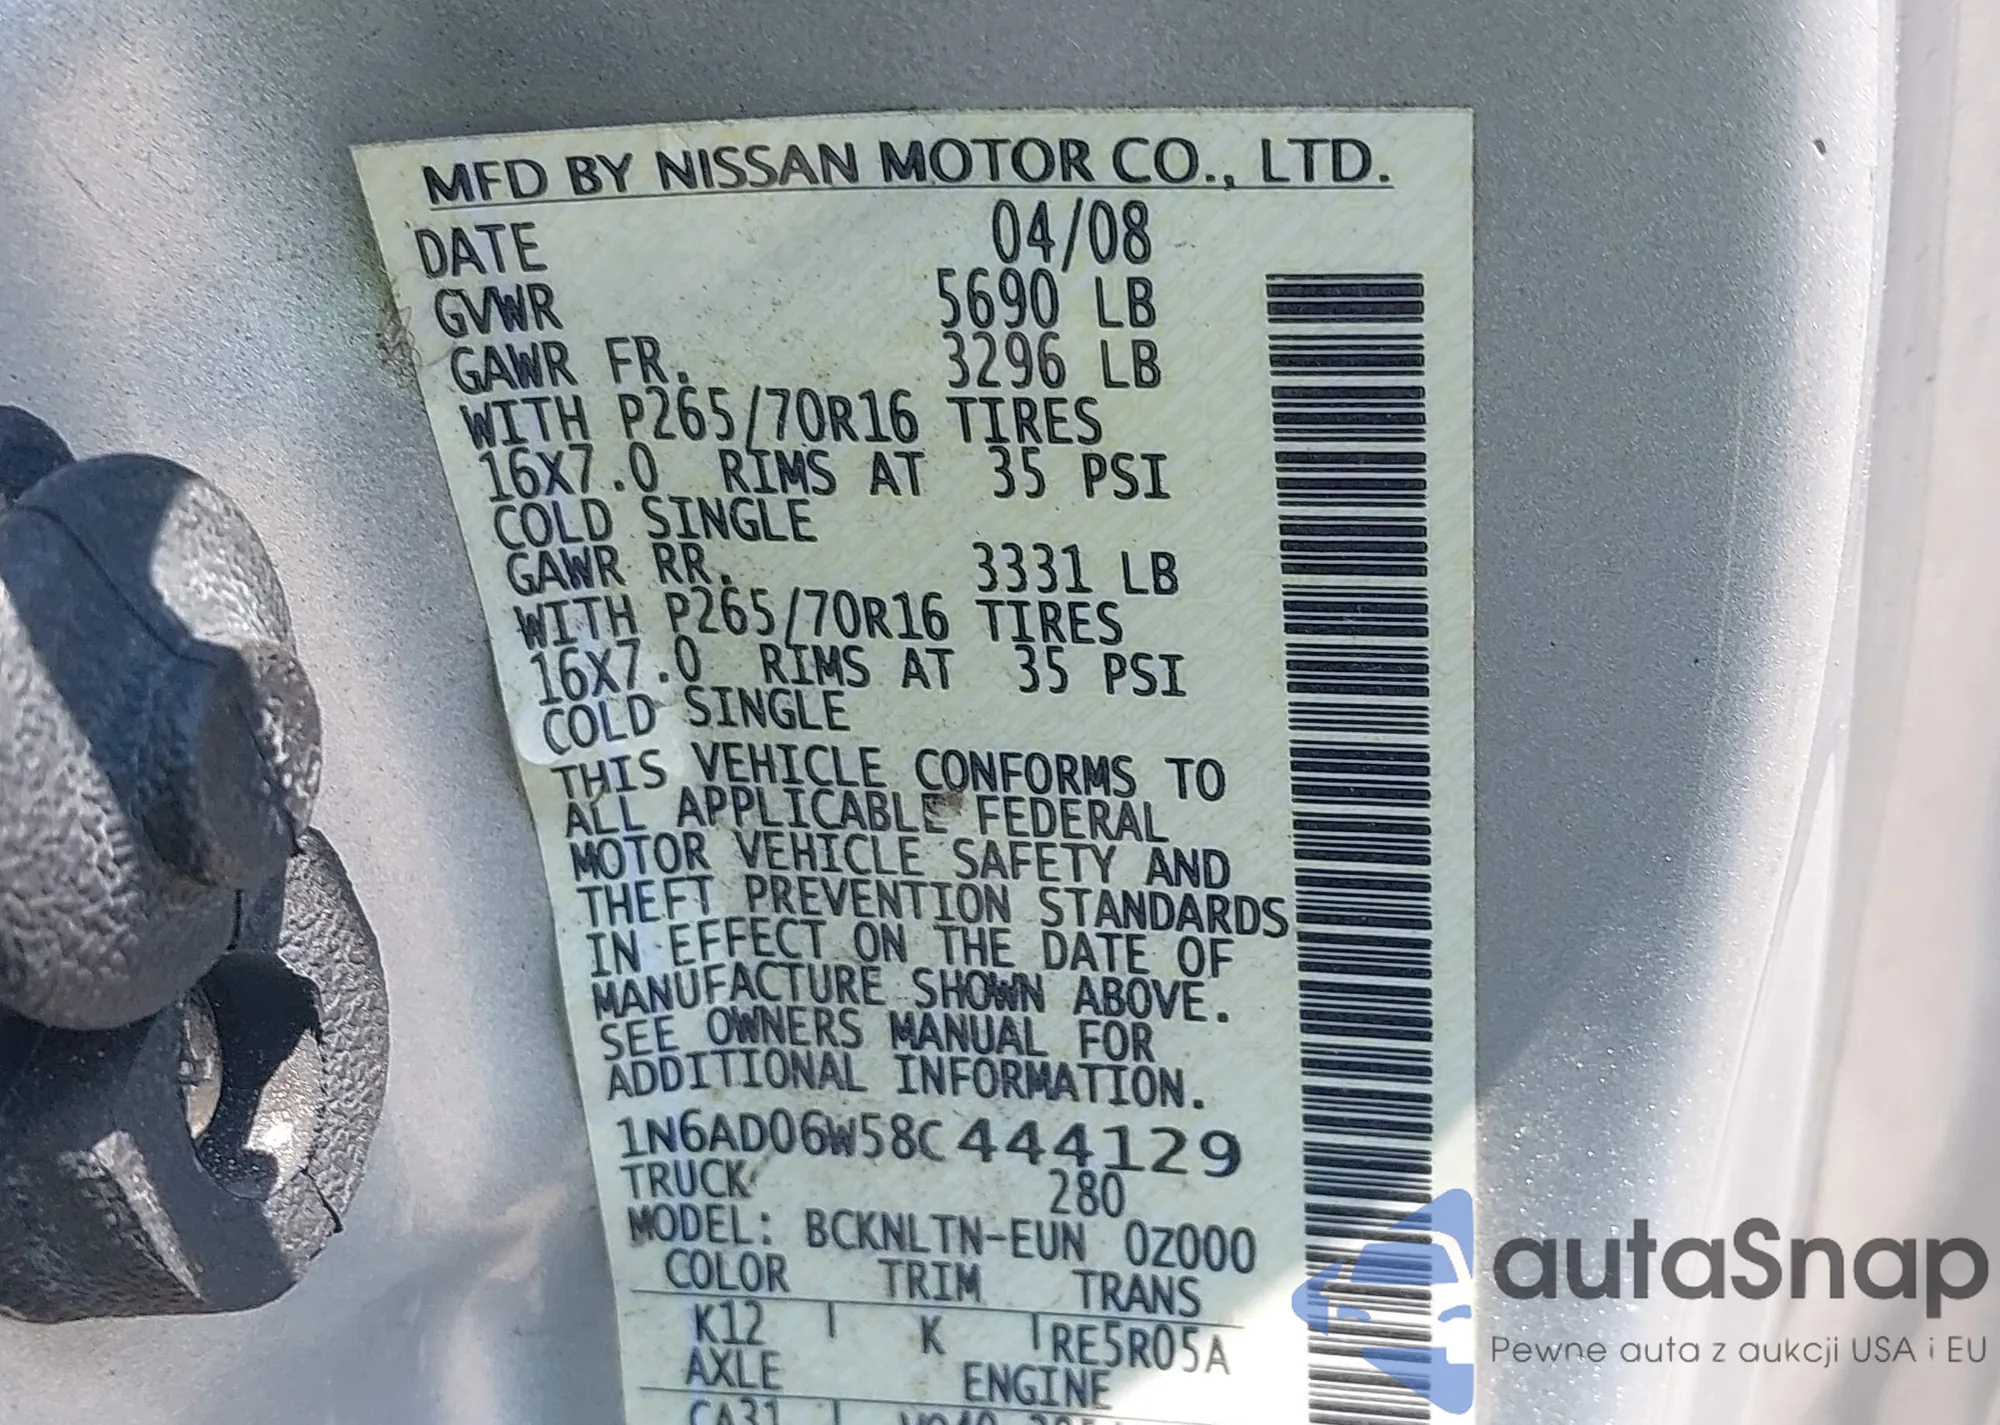 MFD BY NISSAN MOTOR CO., LTD.
DATE 04/08
GVWR 5690 LB
GAWR FR. 3296 LB
WITH P265/70R16 TIRES
16X7.0 RIMS AT 35 PSI
COLD SINGLE
GAWR RR. 3331 LB
WITH P265/70R16 TIRES
16X7.0 RIMS AT 35 PSI
COLD SINGLE
THIS VEHICLE CONFORMS TO
ALL APPLICABLE FEDERAL
MOTOR VEHICLE SAFETY AND
THEFT PREVENTION STANDARDS
IN EFFECT ON THE DATE OF
MANUFACTURE SHOWN ABOVE.
SEE OWNERS MANUAL FOR
ADDITIONAL INFORMATION.
1N6AD06W58C444129
TRUCK 280
MODEL: BCKNLTN-EUN 0Z000
COLOR TRIM TRANS
K12 K RE5R05A
AXLE ENGINE
CA31
autaSnap
Pewne auta z aukcji USA i EU